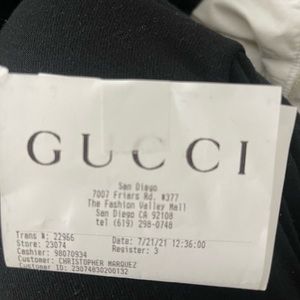 GUCCI
San Diego
7007 Friars Rd. #377
The Fashion Valley Mall
San Diego CA 92108
tel (619) 298-0748
Trans #: 22966 Date: 7/21/21 12:36:00
Store: 23074 Register: 3
Cashier: 98070934
Customer: CHRISTOPHER MARQUEZ
Customer ID: 23074830200132